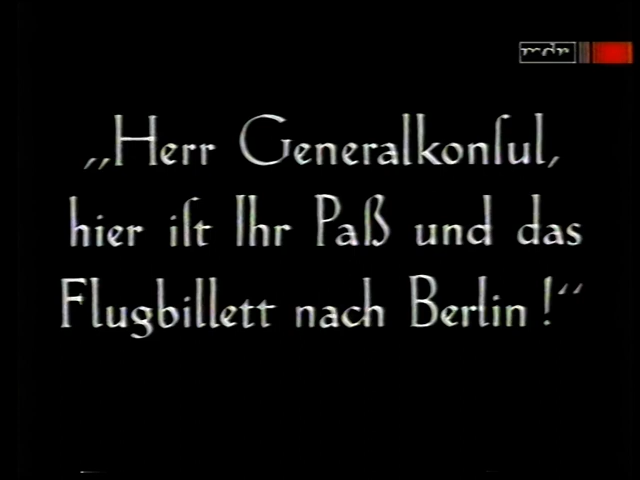 mdr
„Herr Generalkonſul,
hier iſt Ihr Paß und das
Flugbillett nach Berlin!“